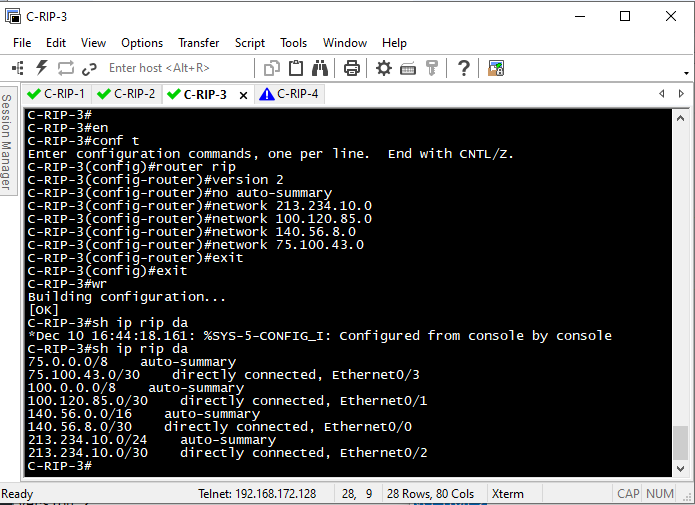 C-RIP-3
File Edit View Options Transfer Script Tools Window Help
Enter host <Alt+R>
C-RIP-1 C-RIP-2 C-RIP-3 x C-RIP-4
Session Manager
C-RIP-3#
C-RIP-3#en
C-RIP-3#conf t
Enter configuration commands, one per line.  End with CNTL/Z.
C-RIP-3(config)#router rip
C-RIP-3(config-router)#version 2
C-RIP-3(config-router)#no auto-summary
C-RIP-3(config-router)#network 213.234.10.0
C-RIP-3(config-router)#network 100.120.85.0
C-RIP-3(config-router)#network 140.56.8.0
C-RIP-3(config-router)#network 75.100.43.0
C-RIP-3(config-router)#exit
C-RIP-3(config)#exit
C-RIP-3#wr
Building configuration...
[OK]
C-RIP-3#sh ip rip da
*Dec 10 16:44:18.161: %SYS-5-CONFIG_I: Configured from console by console
C-RIP-3#sh ip rip da
75.0.0.0/8    auto-summary
75.100.43.0/30    directly connected, Ethernet0/3
100.0.0.0/8    auto-summary
100.120.85.0/30    directly connected, Ethernet0/1
140.56.0.0/16    auto-summary
140.56.8.0/30    directly connected, Ethernet0/0
213.234.10.0/24    auto-summary
213.234.10.0/30    directly connected, Ethernet0/2
C-RIP-3#
Ready Telnet: 192.168.172.128 28, 9 28 Rows, 80 Cols Xterm CAP NUM